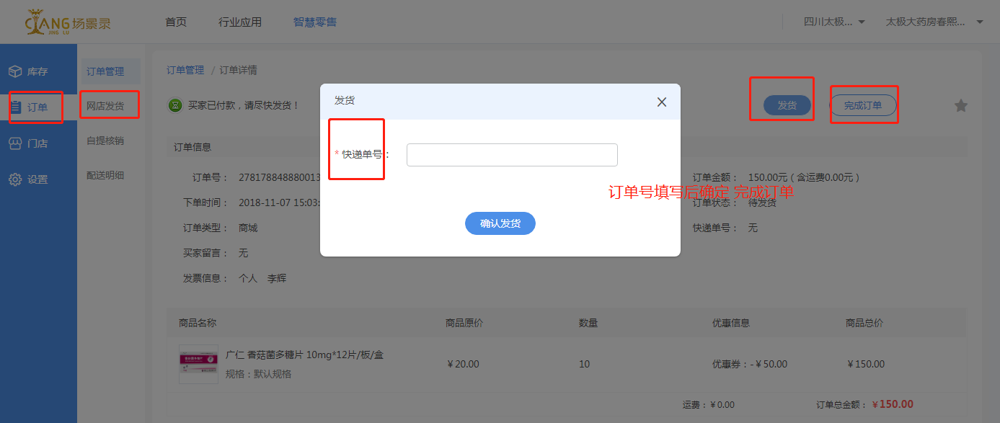 QIANG场景录
JING LU
首页 行业应用 智慧零售 四川太极... 太极大药房春熙...
库存
订单
门店
设置
订单管理
网店发货
自提核销
配送明细
订单管理 / 订单详情
买家已付款，请尽快发货！ 发货 完成订单
订单信息
订单号： 278178848880013
订单金额： 150.00元（含运费0.00元）
下单时间： 2018-11-07 15:03:
订单状态： 待发货
订单类型： 商城
快递单号： 无
买家留言： 无
发票信息： 个人 李辉
发货
* 快递单号：
确认发货
订单号填写后确定 完成订单
商品名称 商品原价 数量 优惠信息 商品总价
广仁 香菇菌多糖片 10mg*12片/板/盒
规格：默认规格
￥20.00 10 优惠券：-￥50.00 ￥150.00
运费：￥0.00 订单总金额：￥150.00